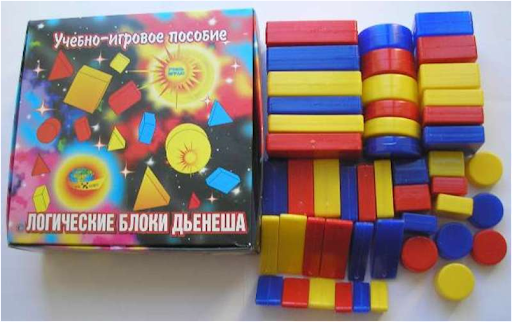 Учебно-игровое пособие
ЛОГИЧЕСКИЕ БЛОКИ ДЬЕНЕША